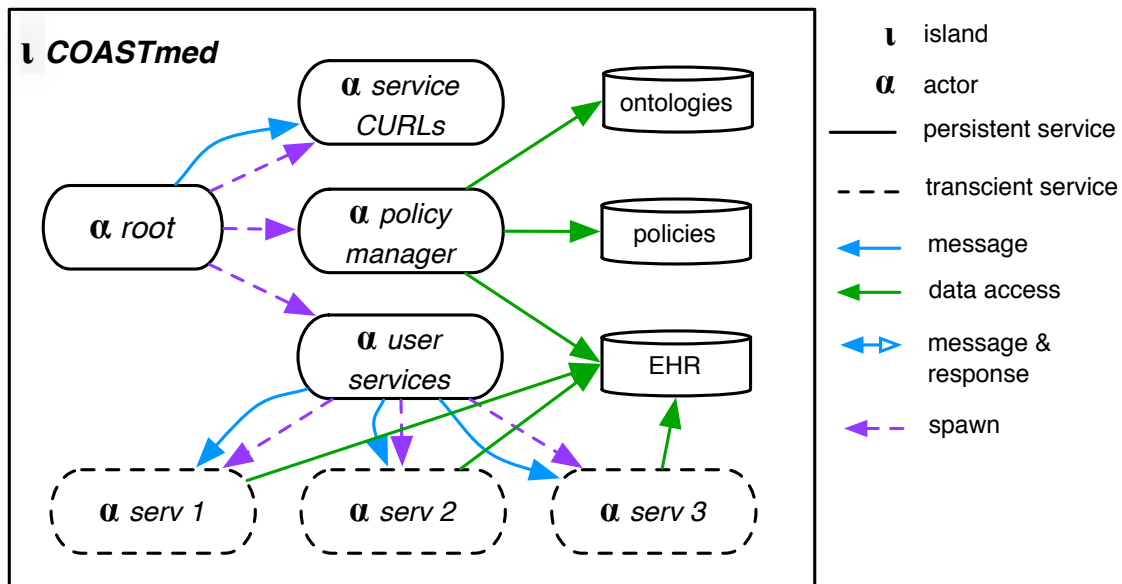 ι COASTmed
α service
CURLs
ontologies
α root
α policy
manager
policies
α user
services
EHR
α serv 1
α serv 2
α serv 3
ι island
α actor
persistent service
transcient service
message
data access
message &
response
spawn